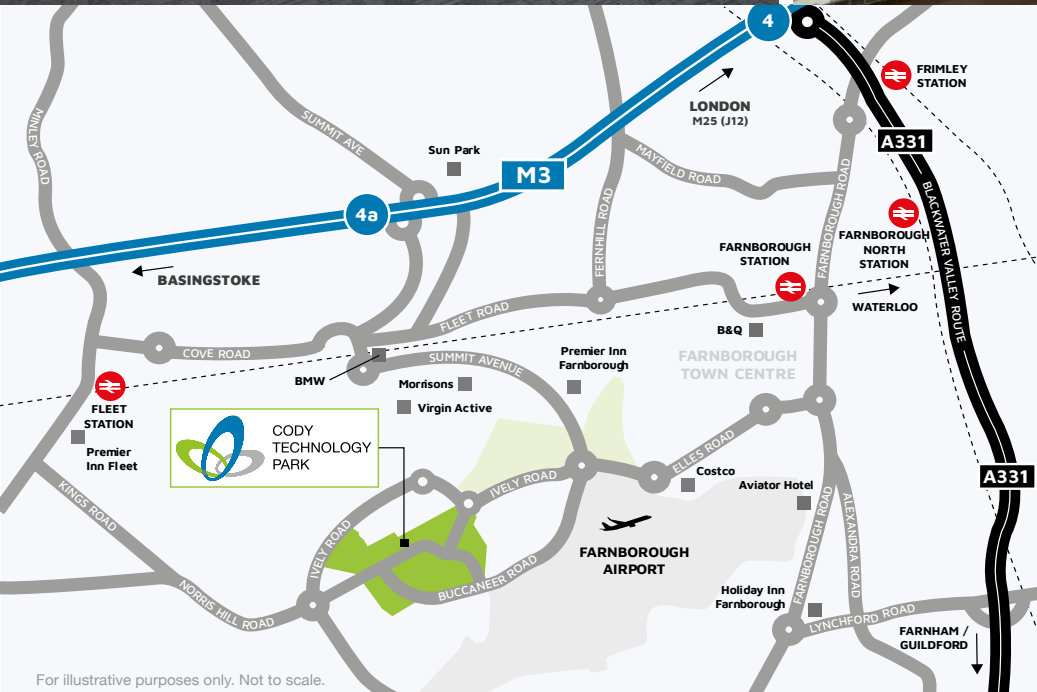 4
FRIMLEY
STATION
LONDON
M25 (J12)
MINLEY ROAD
SUMMIT AVE
A331
Sun Park
MAYFIELD ROAD
M3
FARNBOROUGH ROAD
BLACKWATER VALLEY ROUTE
4a
FERNHILL ROAD
FARNBOROUGH
NORTH
STATION
FARNBOROUGH
STATION
BASINGSTOKE
WATERLOO
FLEET ROAD
B&Q
COVE ROAD
SUMMIT AVENUE
Premier Inn
Farnborough
FARNBOROUGH
TOWN CENTRE
BMW
Morrisons
Virgin Active
FLEET
STATION
CODY
TECHNOLOGY
PARK
Premier
Inn Fleet
ELLES ROAD
Costco
IVELY ROAD
Aviator Hotel
A331
KINGS ROAD
IVELY ROAD
FARNBOROUGH
AIRPORT
FARNBOROUGH ROAD
ALEXANDRA ROAD
BUCCANEER ROAD
NORRIS HILL ROAD
Holiday Inn
Farnborough
LYNCHFORD ROAD
FARNHAM /
GUILDFORD
For illustrative purposes only. Not to scale.